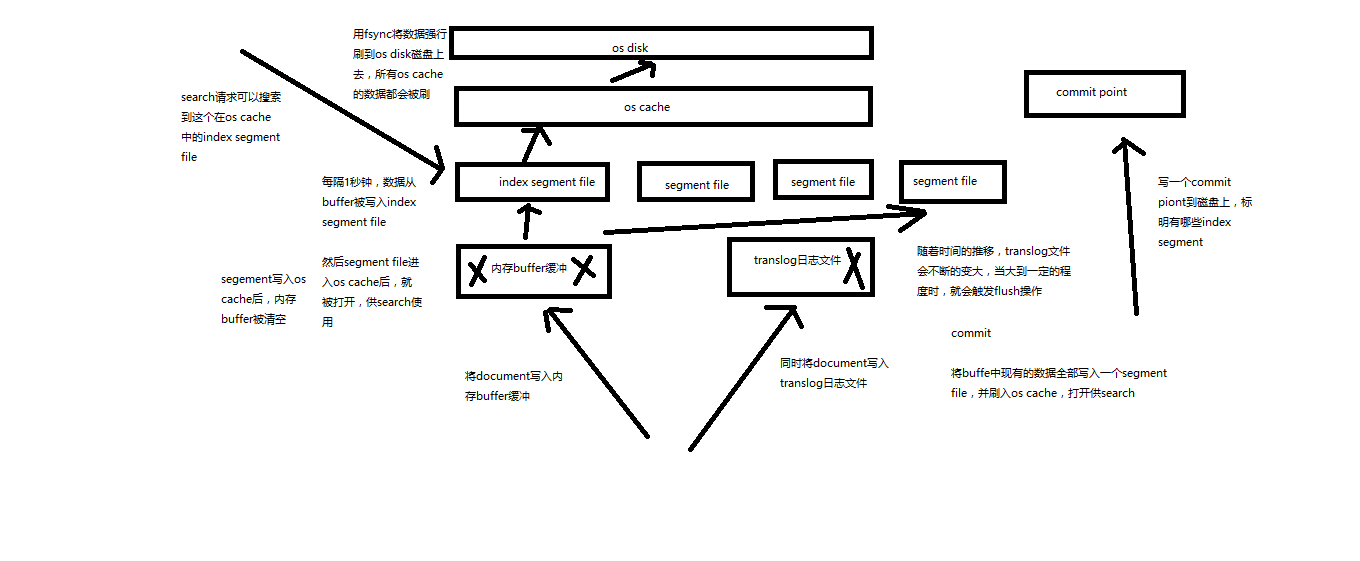 用fsync将数据强行
刷到os disk磁盘上
去，所有os cache
的数据都会被刷
os disk
os cache
commit point
search请求可以搜索
到这个在os cache
中的index segment
file
每隔1秒钟，数据从
buffer被写入index
segment file
index segment file
segment file
segment file
segment file
写一个commit
piont到磁盘上，标
明有哪些index
segment
然后segment file进
入os cache后，就
被打开，供search使
用
segement写入os
cache后，内存
buffer被清空
内存buffer缓冲
translog日志文件
随着时间的推移，translog文件
会不断的变大，当大到一定的程
度时，就会触发flush操作
commit
将buffe中现有的数据全部写入一个segment
file，并刷入os cache，打开供search
将document写入内
存buffer缓冲
同时将document写入
translog日志文件